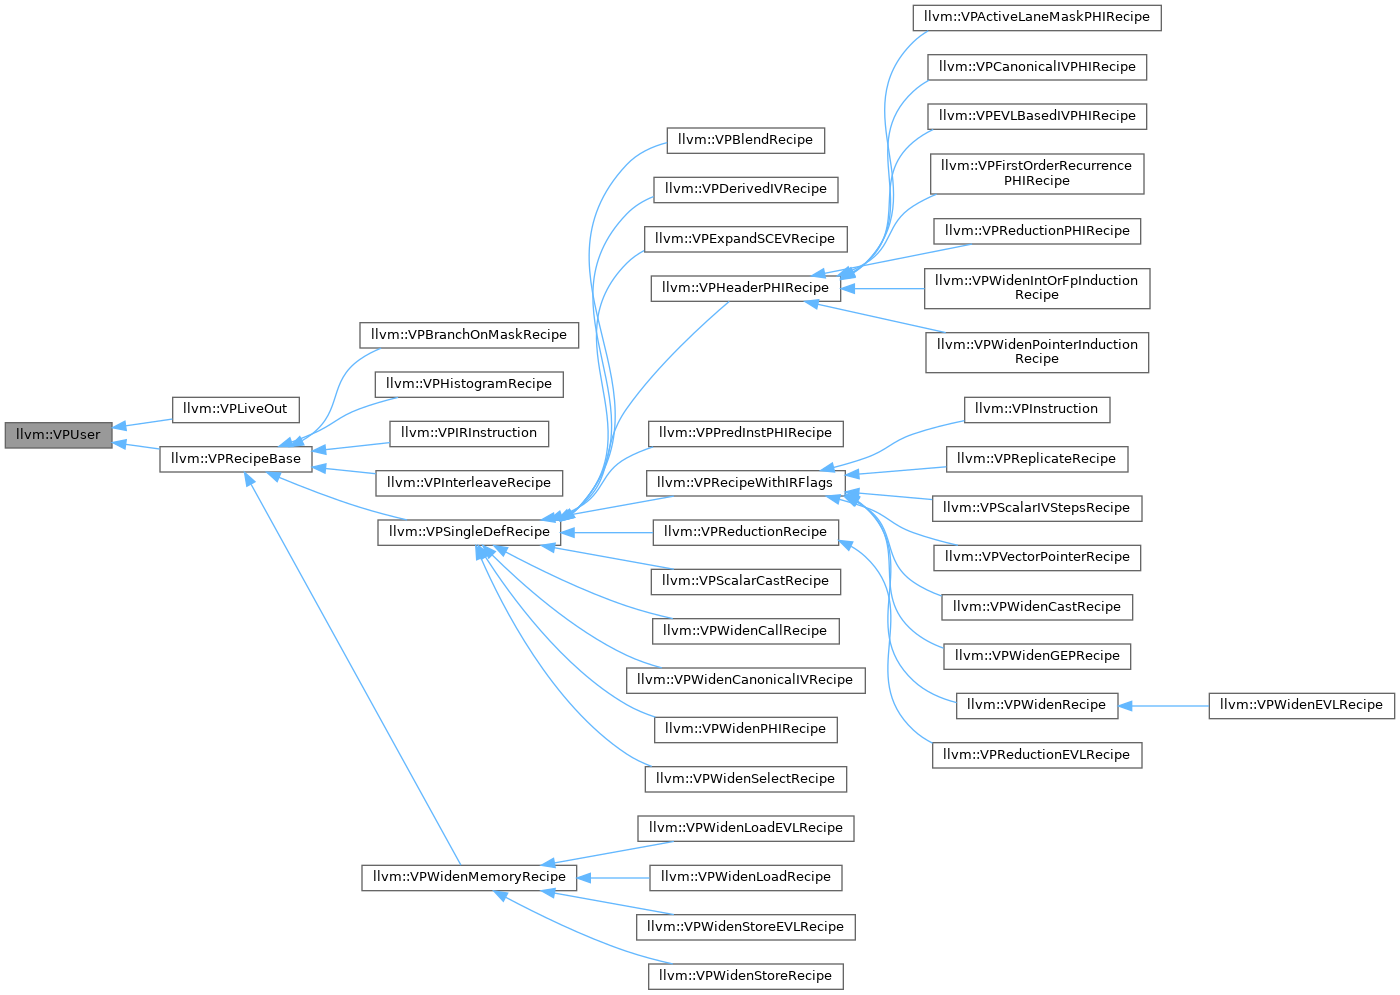 llvm::VPUser
llvm::VPLiveOut
llvm::VPRecipeBase
llvm::VPBranchOnMaskRecipe
llvm::VPHistogramRecipe
llvm::VPIRInstruction
llvm::VPInterleaveRecipe
llvm::VPSingleDefRecipe
llvm::VPWidenMemoryRecipe
llvm::VPBlendRecipe
llvm::VPDerivedIVRecipe
llvm::VPExpandSCEVRecipe
llvm::VPHeaderPHIRecipe
llvm::VPPredInstPHIRecipe
llvm::VPRecipeWithIRFlags
llvm::VPReductionRecipe
llvm::VPScalarCastRecipe
llvm::VPWidenCallRecipe
llvm::VPWidenCanonicalIVRecipe
llvm::VPWidenPHIRecipe
llvm::VPWidenSelectRecipe
llvm::VPWidenLoadEVLRecipe
llvm::VPWidenLoadRecipe
llvm::VPWidenStoreEVLRecipe
llvm::VPWidenStoreRecipe
llvm::VPActiveLaneMaskPHIRecipe
llvm::VPCanonicalIVPHIRecipe
llvm::VPEVLBasedIVPHIRecipe
llvm::VPFirstOrderRecurrence
PHIRecipe
llvm::VPReductionPHIRecipe
llvm::VPWidenIntOrFpInduction
Recipe
llvm::VPWidenPointerInduction
Recipe
llvm::VPInstruction
llvm::VPReplicateRecipe
llvm::VPScalarIVStepsRecipe
llvm::VPVectorPointerRecipe
llvm::VPWidenCastRecipe
llvm::VPWidenGEPRecipe
llvm::VPWidenRecipe
llvm::VPReductionEVLRecipe
llvm::VPWidenEVLRecipe